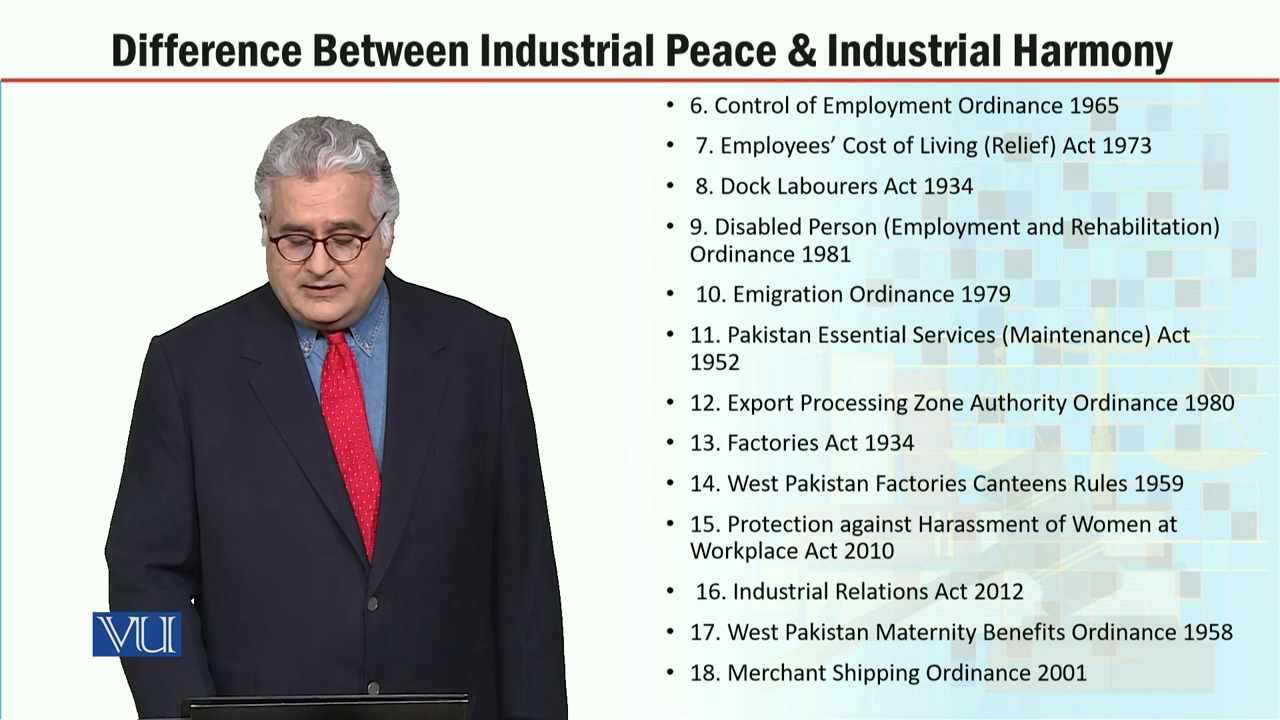 Difference Between Industrial Peace & Industrial Harmony
• 6. Control of Employment Ordinance 1965
• 7. Employees’ Cost of Living (Relief) Act 1973
• 8. Dock Labourers Act 1934
• 9. Disabled Person (Employment and Rehabilitation)
Ordinance 1981
• 10. Emigration Ordinance 1979
• 11. Pakistan Essential Services (Maintenance) Act
1952
• 12. Export Processing Zone Authority Ordinance 1980
• 13. Factories Act 1934
• 14. West Pakistan Factories Canteens Rules 1959
• 15. Protection against Harassment of Women at
Workplace Act 2010
• 16. Industrial Relations Act 2012
• 17. West Pakistan Maternity Benefits Ordinance 1958
• 18. Merchant Shipping Ordinance 2001
VU